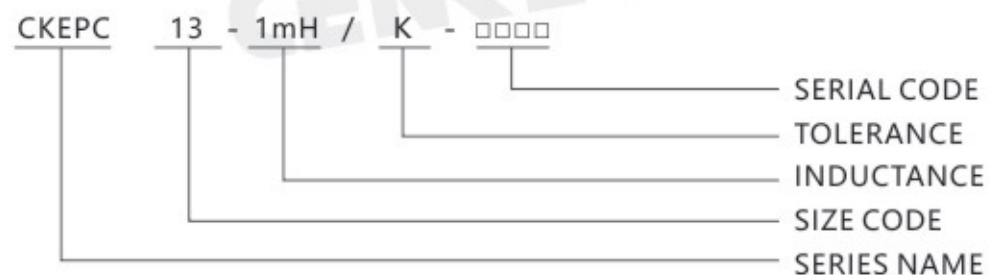 CKEPC 13 - 1mH / K - □□□□
SERIAL CODE
TOLERANCE
INDUCTANCE
SIZE CODE
SERIES NAME